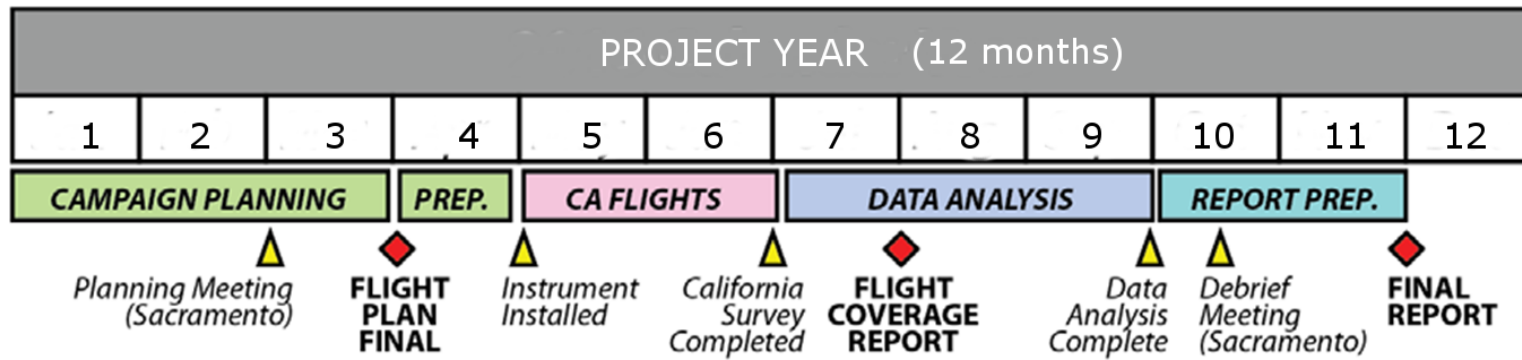 PROJECT YEAR (12 months)
1 2 3 4 5 6 7 8 9 10 11 12
CAMPAIGN PLANNING PREP. CA FLIGHTS DATA ANALYSIS REPORT PREP.
Planning Meeting
(Sacramento)
FLIGHT
PLAN
FINAL
Instrument
Installed
California
Survey
Completed
FLIGHT
COVERAGE
REPORT
Data
Analysis
Complete
Debrief
Meeting
(Sacramento)
FINAL
REPORT